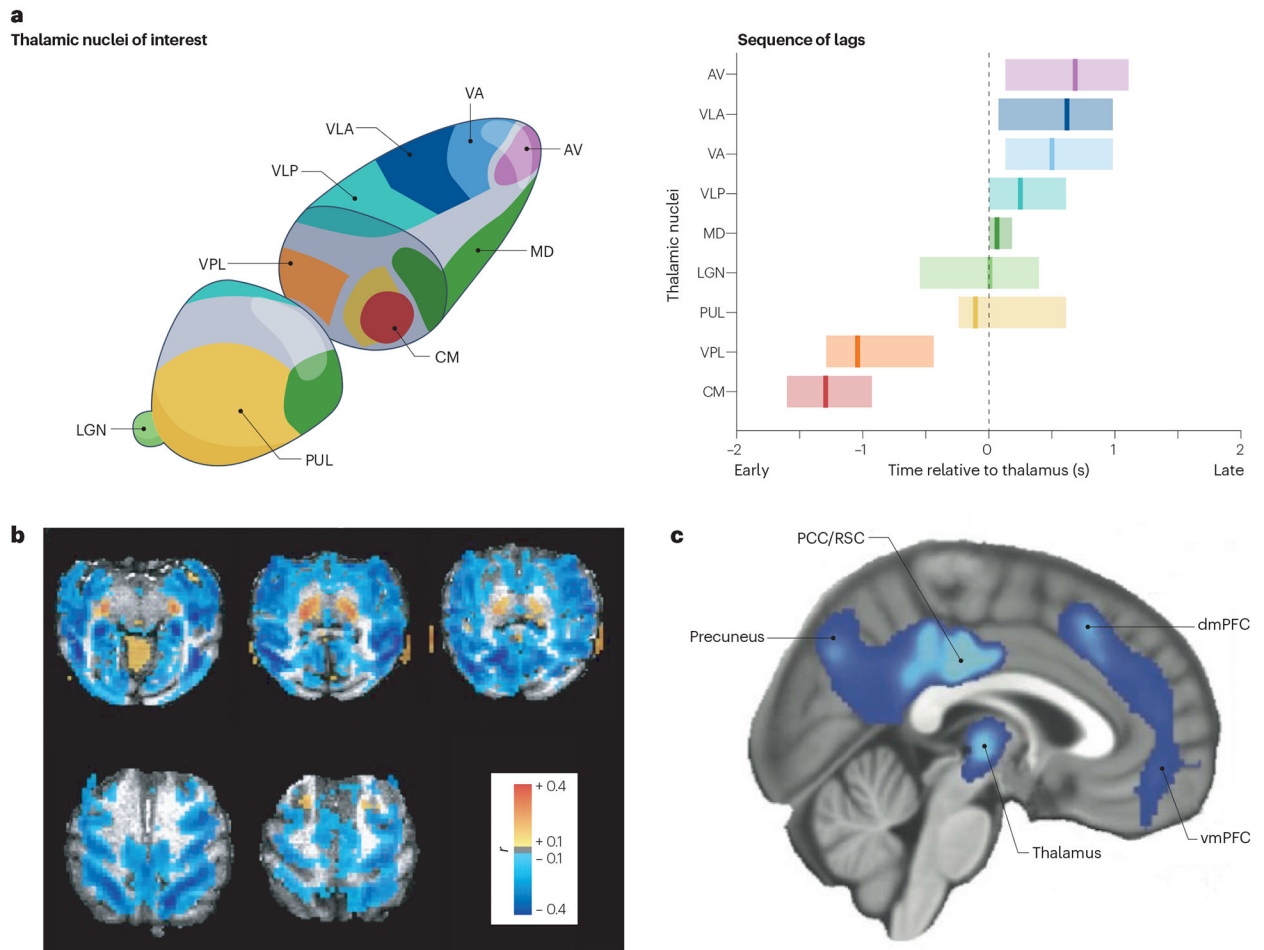 a
Thalamic nuclei of interest
VA
VLA
AV
VLP
MD
VPL
CM
LGN
PUL
Sequence of lags
Thalamic nuclei
AV
VLA
VA
VLP
MD
LGN
PUL
VPL
CM
−2
−1
0
1
2
Early
Time relative to thalamus (s)
Late
b
r
+ 0.4
+ 0.1
− 0.1
− 0.4
c
PCC/RSC
Precuneus
dmPFC
vmPFC
Thalamus